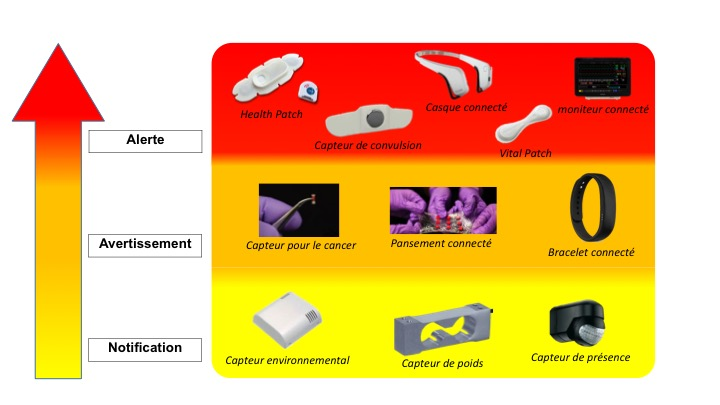 Health Patch
Casque connecté
moniteur connecté
Capteur de convulsion
Vital Patch
Alerte
Capteur pour le cancer
Pansement connecté
Bracelet connecté
Avertissement
Capteur environnemental
Capteur de poids
Capteur de présence
Notification